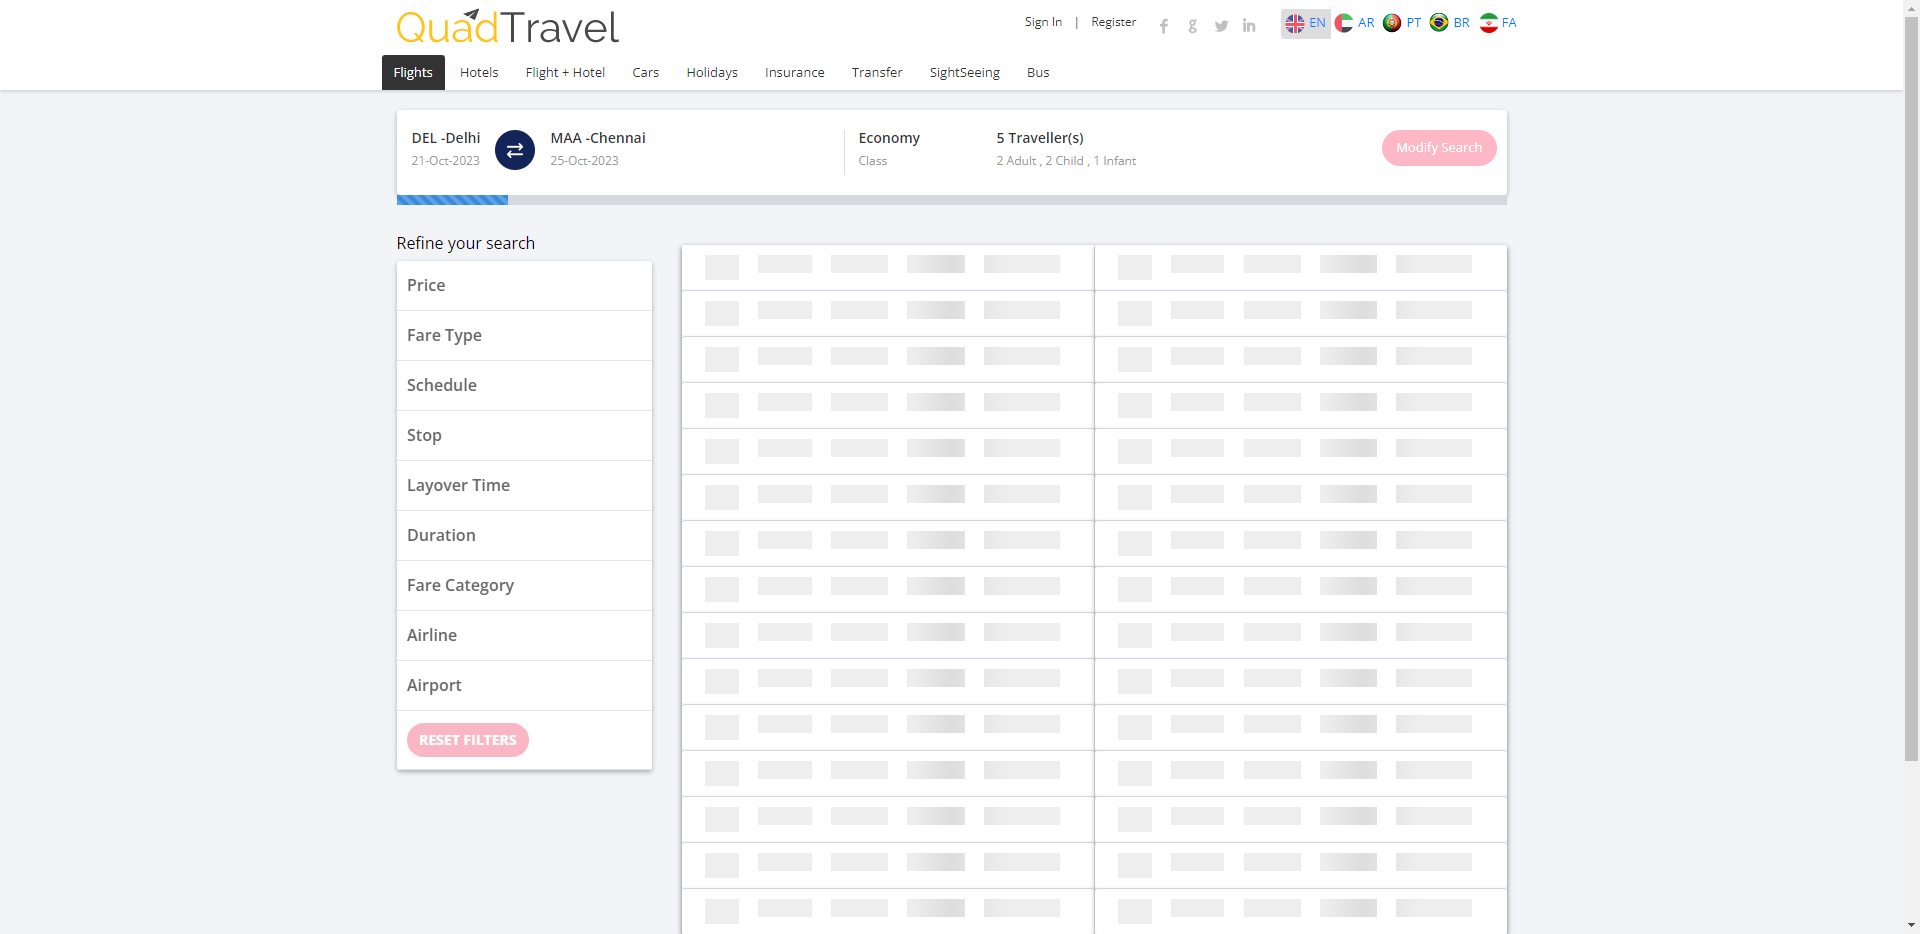 QuadTravel
Sign In | Register
EN AR PT BR FA
Flights Hotels Flight + Hotel Cars Holidays Insurance Transfer SightSeeing Bus
DEL -Delhi MAA -Chennai Economy 5 Traveller(s)
21-Oct-2023 25-Oct-2023 Class 2 Adult , 2 Child , 1 Infant
Modify Search
Refine your search
Price
Fare Type
Schedule
Stop
Layover Time
Duration
Fare Category
Airline
Airport
RESET FILTERS